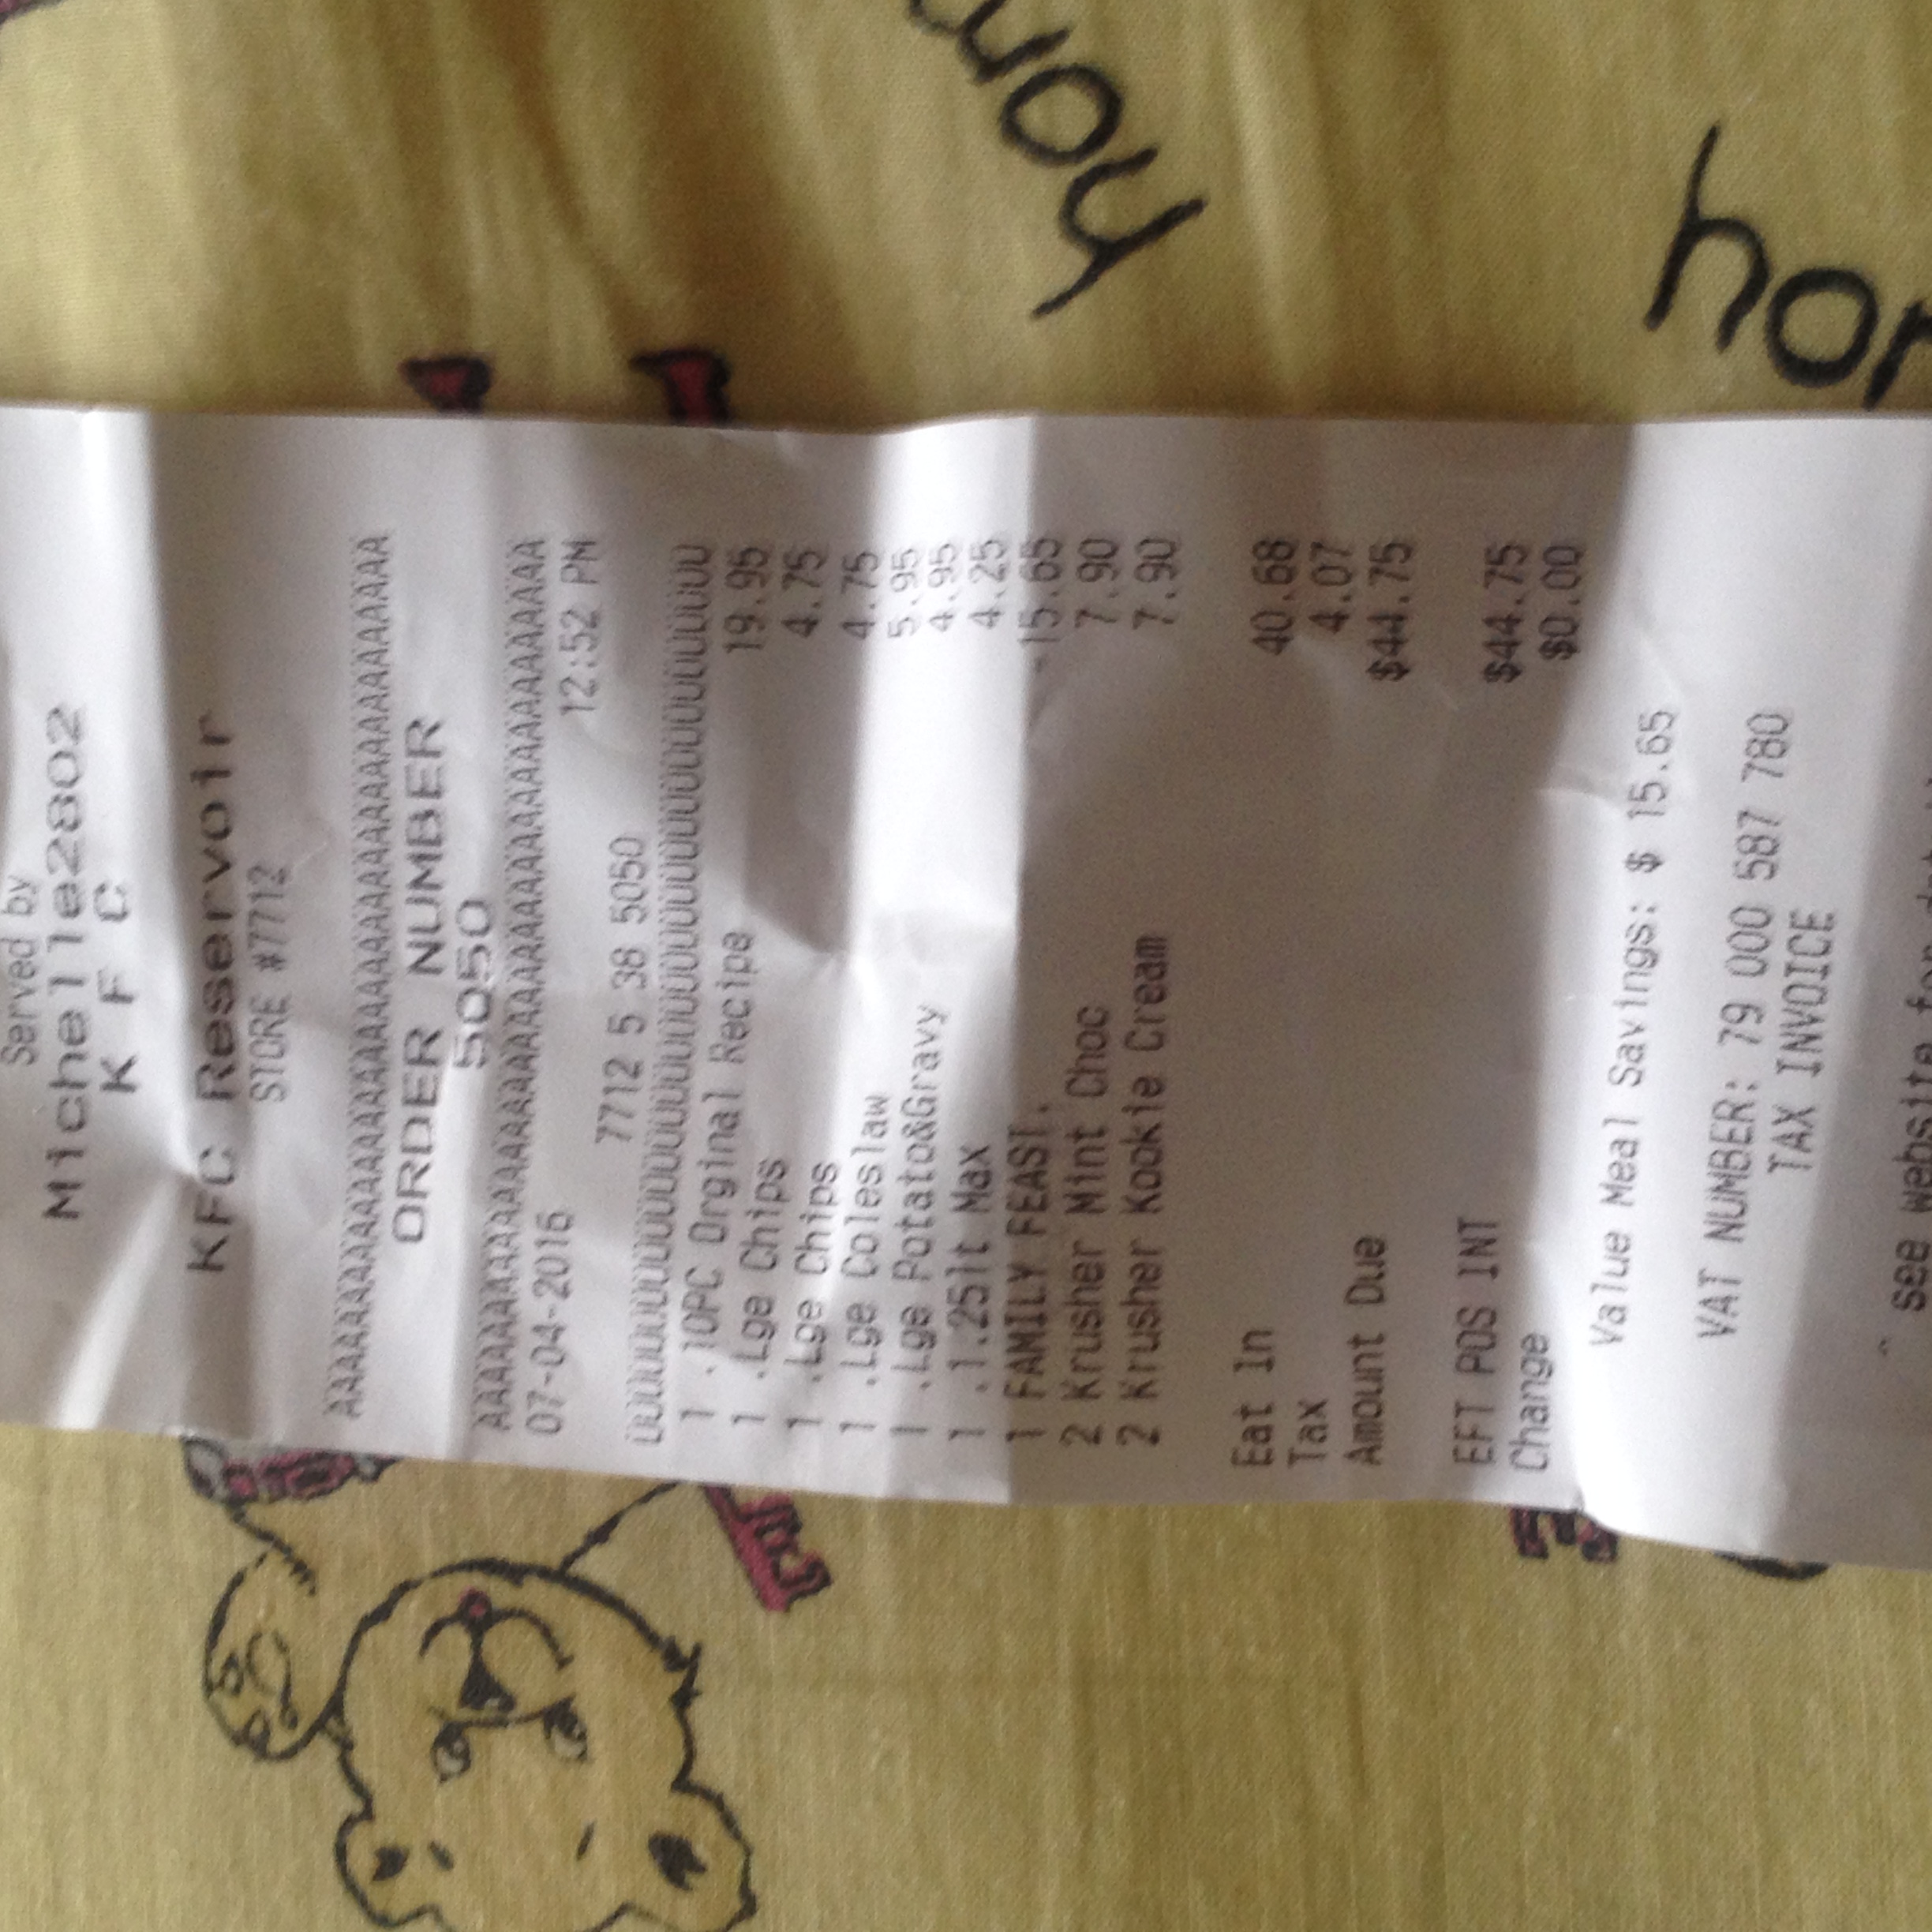 Served by
Michelle2802
K F C
KFC Reservoir
STORE #7712
AAAAAAAAAAAAAAAAAAAAAAAAAAAAAAAAAAAAAAAA
ORDER NUMBER
5050
AAAAAAAAAAAAAAAAAAAAAAAAAAAAAAAAAAAAAAAA
07-04-2016 12:52 PM
7712 5 38 5050
UUUUUUUUUUUUUUUUUUUUUUUUUUUUUUUUUUUUUUUU
1 .10PC Orginal Recipe 19.95
1 .Lge Chips 4.75
1 .Lge Chips 4.75
1 .Lge Coleslaw 5.95
1 .Lge Potato&Gravy 4.95
1 .1.25lt Max 4.25
1 FAMILY FEAST. -15.65
2 Krusher Mint Choc 7.90
2 Krusher Kookie Cream 7.90
Eat In 40.68
Tax 4.07
Amount Due $44.75
EFT POS INT $44.75
Change $0.00
Value Meal Savings: $ 15.65
VAT NUMBER: 79 000 587 780
TAX INVOICE
^ see website for
hom